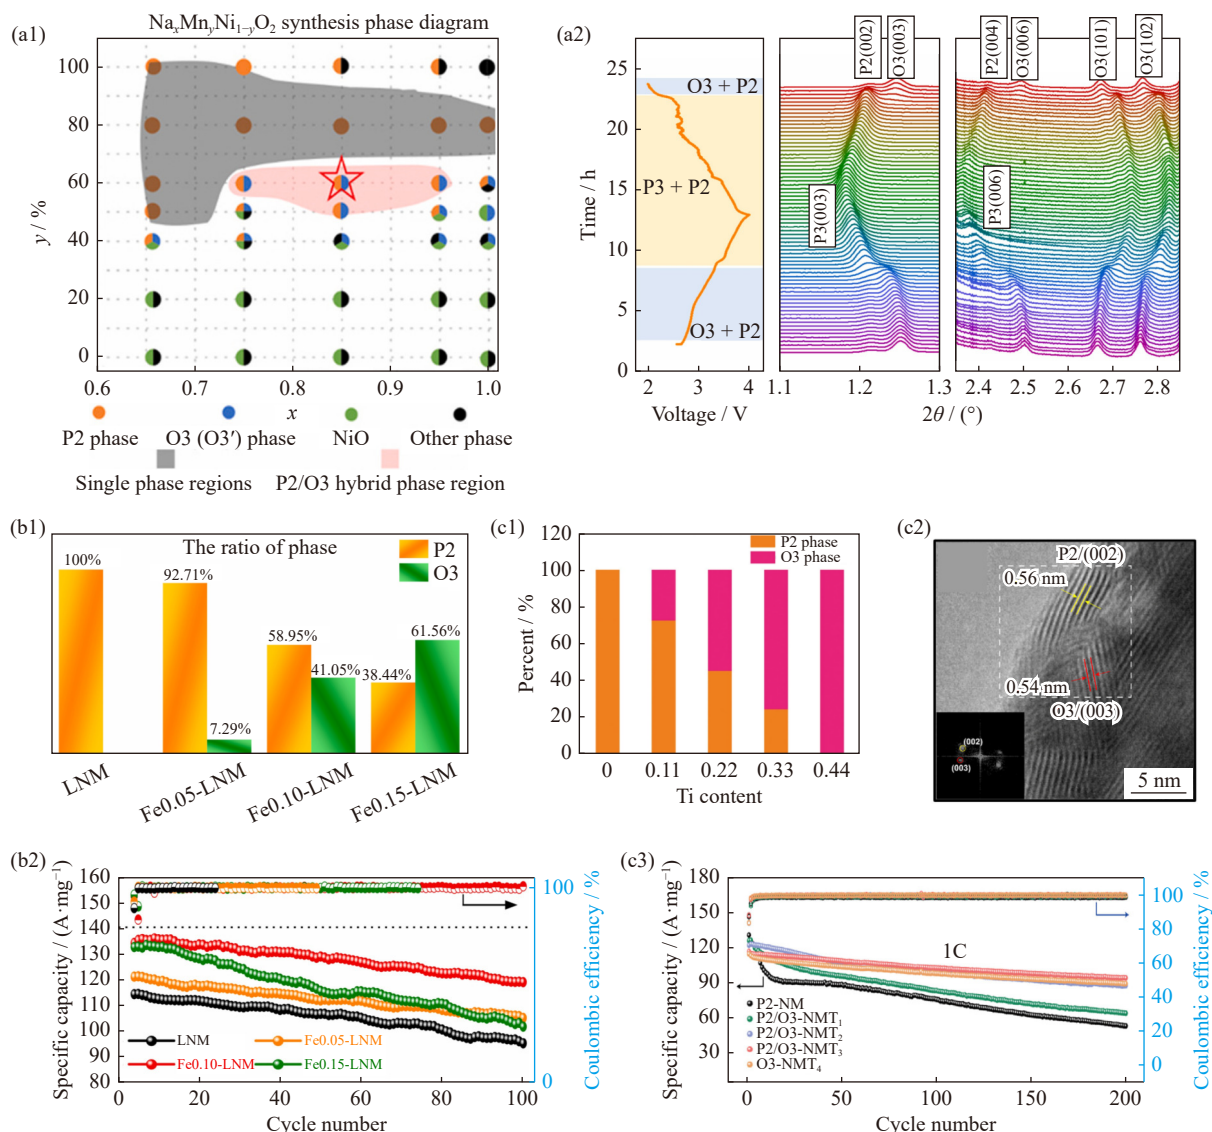 (a1)
NaxMnyNi1−yO2 synthesis phase diagram
y / %
100
80
60
40
20
0
0.6 0.7 0.8 0.9 1.0
x
P2 phase O3 (O3′) phase NiO Other phase
Single phase regions P2/O3 hybrid phase region
(a2)
Time / h
25
20
15
10
5
0
O3 + P2
P3 + P2
O3 + P2
2 3 4
Voltage / V
P2(002)
O3(003)
P3(003)
P2(004)
O3(006)
O3(101)
O3(102)
P3(006)
1.1 1.2 1.3 2.4 2.5 2.6 2.7 2.8
2θ / (°)
(b1)
The ratio of phase
P2
O3
100%
92.71%
7.29%
58.95%
41.05%
38.44%
61.56%
LNM
Fe0.05-LNM
Fe0.10-LNM
Fe0.15-LNM
(c1)
Percent / %
120
100
80
60
40
20
0
P2 phase
O3 phase
0 0.11 0.22 0.33 0.44
Ti content
(c2)
P2/(002)
0.56 nm
0.54 nm
O3/(003)
(002)
(003)
5 nm
(b2)
Specific capacity / (A·mg−1)
160
150
140
130
120
110
100
90
80
LNM Fe0.05-LNM
Fe0.10-LNM Fe0.15-LNM
0 20 40 60 80 100
Cycle number
100
0
Coulombic efficiency / %
(c3)
Specific capacity / (A·mg−1)
180
150
120
90
60
30
1C
P2-NM
P2/O3-NMT1
P2/O3-NMT2
P2/O3-NMT3
O3-NMT4
0 50 100 150 200
Cycle number
100
80
60
40
20
0
Coulombic efficiency / %